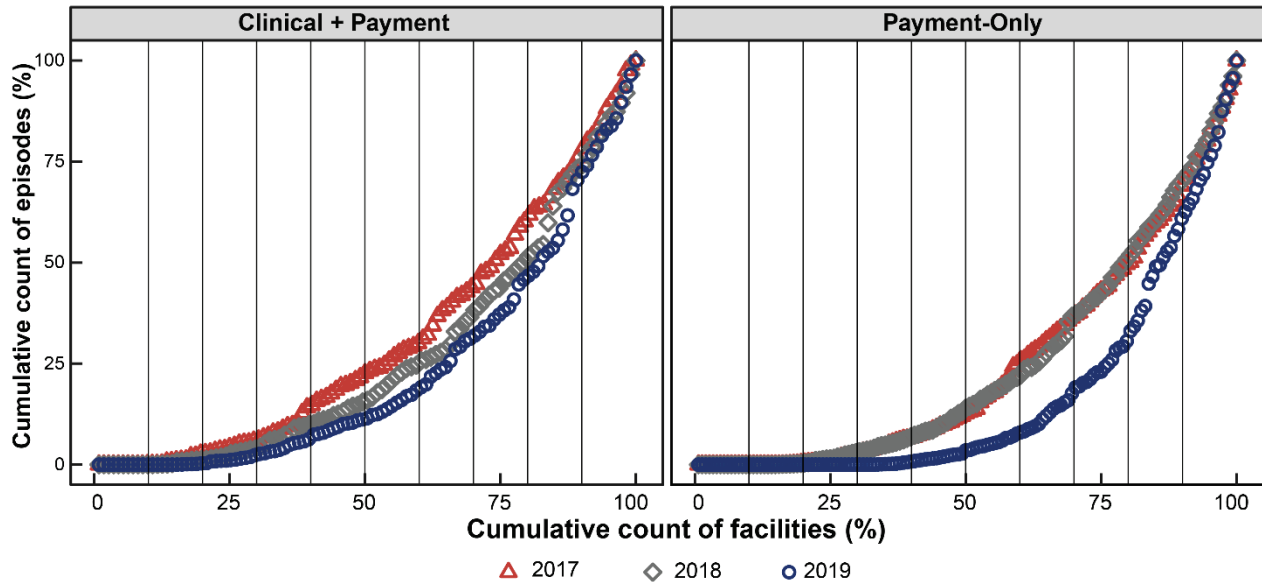 Clinical + Payment
Payment-Only
Cumulative count of episodes (%)
100
75
50
25
0
0 25 50 75 100
0 25 50 75 100
Cumulative count of facilities (%)
2017 2018 2019